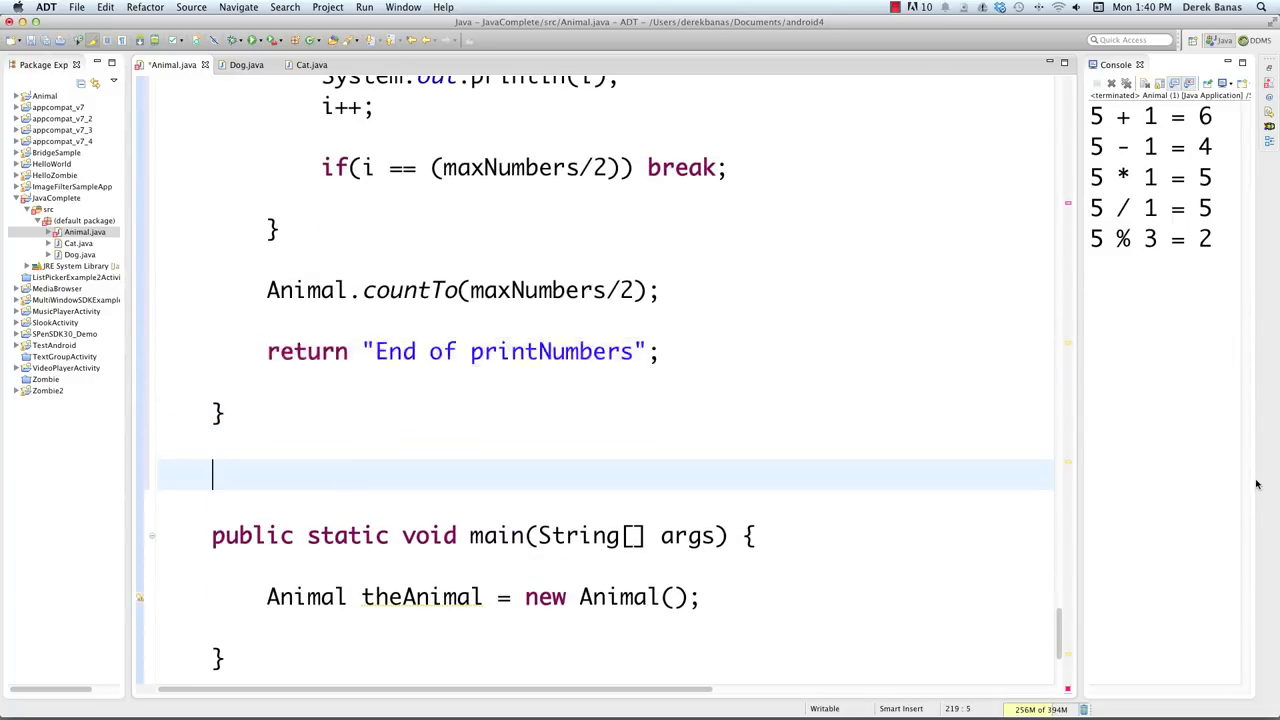 ADT File Edit Refactor Source Navigate Search Project Run Window Help 10 Mon 1:40 PM Derek Banas
Java - JavaComplete/src/Animal.java - ADT - /Users/derekbanas/Documents/android4
Quick Access Java DDMS
Package Exp
*Animal.java Dog.java Cat.java
Console
<terminated> Animal (1) [Java Application] /S
Animal
appcompat_v7
appcompat_v7_2
appcompat_v7_3
appcompat_v7_4
BridgeSample
HelloWorld
HelloZombie
ImageFilterSampleApp
JavaComplete
src
(default package)
Animal.java
Cat.java
Dog.java
JRE System Library [Ja
ListPickerExample2Activi
MediaBrowser
MultiWindowSDKExample
MusicPlayerActivity
SlookActivity
SPenSDK30_Demo
TestAndroid
TextGroupActivity
VideoPlayerActivity
Zombie
Zombie2
System.out.println(i);
i++;
if(i == (maxNumbers/2)) break;
}
Animal.countTo(maxNumbers/2);
return "End of printNumbers";
}
public static void main(String[] args) {
Animal theAnimal = new Animal();
}
5 + 1 = 6
5 - 1 = 4
5 * 1 = 5
5 / 1 = 5
5 % 3 = 2
Writable Smart Insert 219 : 5 256M of 394M